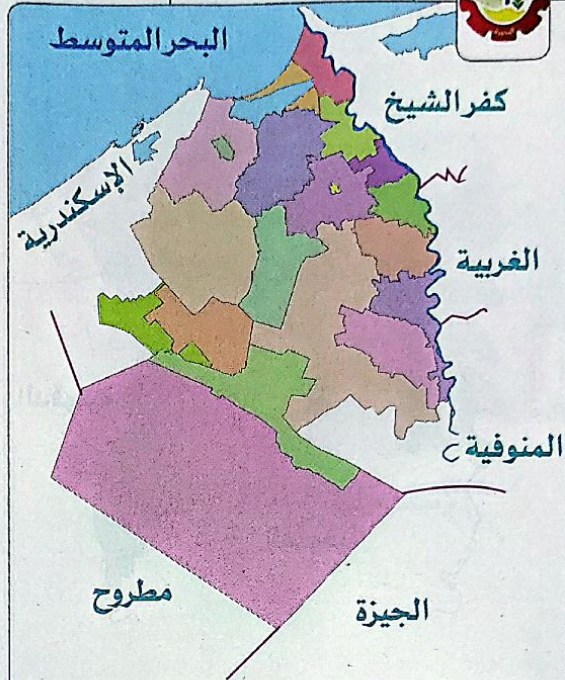 البحر المتوسط
كفر الشيخ
الإسكندرية
الغربية
المنوفية
مطروح
الجيزة